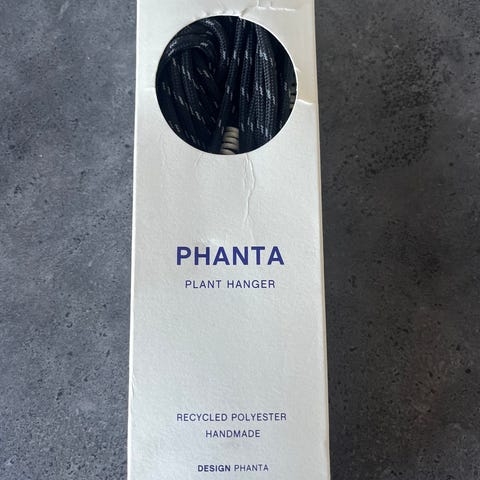 PHANTA
PLANT HANGER
RECYCLED POLYESTER
HANDMADE
DESIGN PHANTA